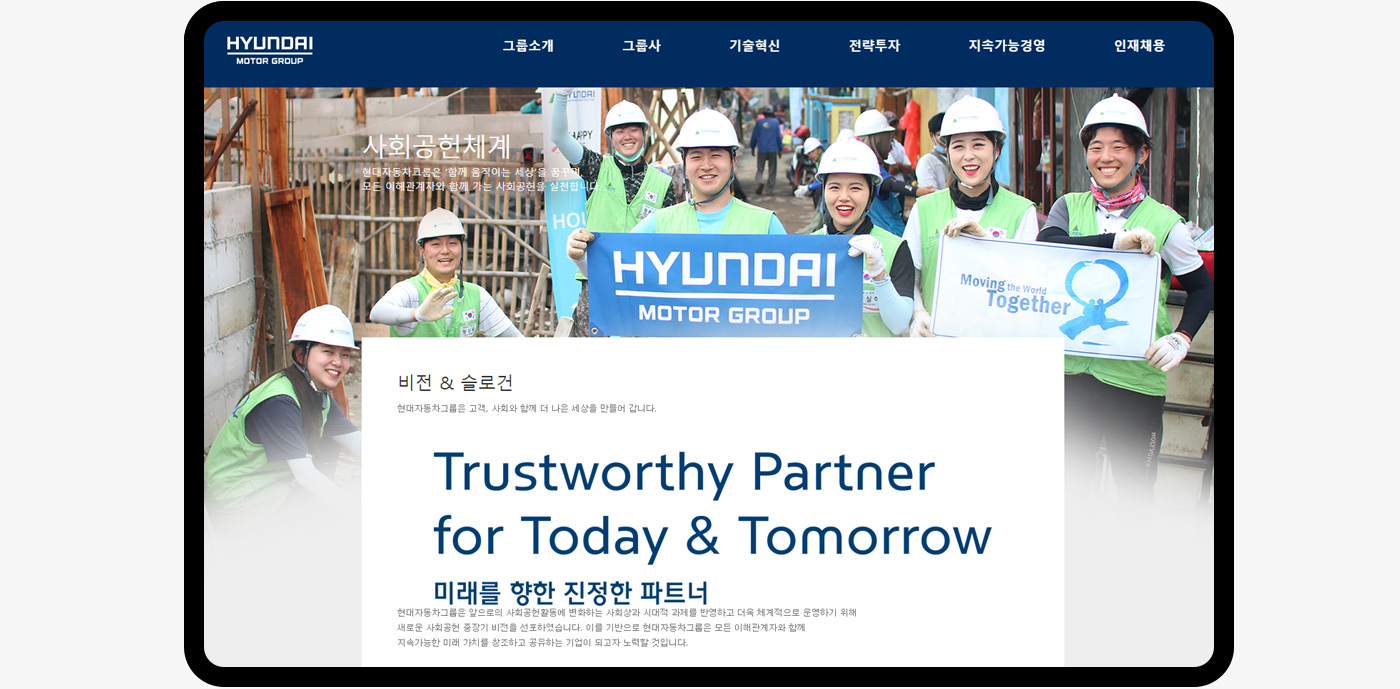 HYUNDAI
MOTOR GROUP
그룹소개 그룹사 기술혁신 전략투자 지속가능경영 인재채용
사회공헌체계
현대자동차그룹은 '함께 움직이는 세상'을 꿈꾸며,
모든 이해관계자와 함께 가는 사회공헌을 실천합니다.
HYUNDAI
HAPPY
HOU
HYUNDAI
MOTOR GROUP
Moving the World
Together
비전 & 슬로건
현대자동차그룹은 고객, 사회와 함께 더 나은 세상을 만들어 갑니다.
Trustworthy Partner
for Today & Tomorrow
미래를 향한 진정한 파트너
현대자동차그룹은 앞으로의 사회공헌활동에 변화하는 사회상과 시대적 과제를 반영하고 더욱 체계적으로 운영하기 위해
새로운 사회공헌 중장기 비전을 선포하였습니다. 이를 기반으로 현대자동차그룹은 모든 이해관계자와 함께
지속가능한 미래 가치를 창조하고 공유하는 기업이 되고자 노력할 것입니다.